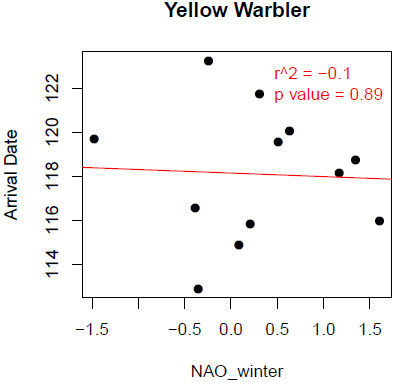 Yellow Warbler
r^2 = −0.1
p value = 0.89
Arrival Date
122
120
118
116
114
−1.5
−0.5
0.0
0.5
1.0
1.5
NAO_winter